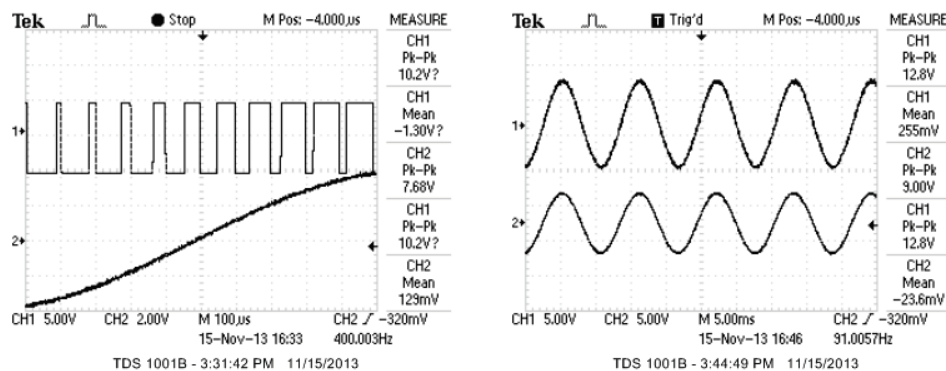 Tek Stop M Pos: -4.000µs MEASURE
CH1
Pk-Pk
10.2V?
CH1
Mean
-1.30V?
CH2
Pk-Pk
7.68V
CH1
Pk-Pk
10.2V?
CH2
Mean
129mV
1
2
CH1 5.00V CH2 2.00V M 100µs CH2 -320mV
15-Nov-13 16:33 400.003Hz
TDS 1001B - 3:31:42 PM 11/15/2013
Tek T Trig'd M Pos: -4.000µs MEASURE
CH1
Pk-Pk
12.8V
CH1
Mean
255mV
CH2
Pk-Pk
9.00V
CH1
Pk-Pk
12.8V
CH2
Mean
-23.6mV
1
2
CH1 5.00V CH2 5.00V M 5.00ms CH2 -320mV
15-Nov-13 16:46 91.0057Hz
TDS 1001B - 3:44:49 PM 11/15/2013